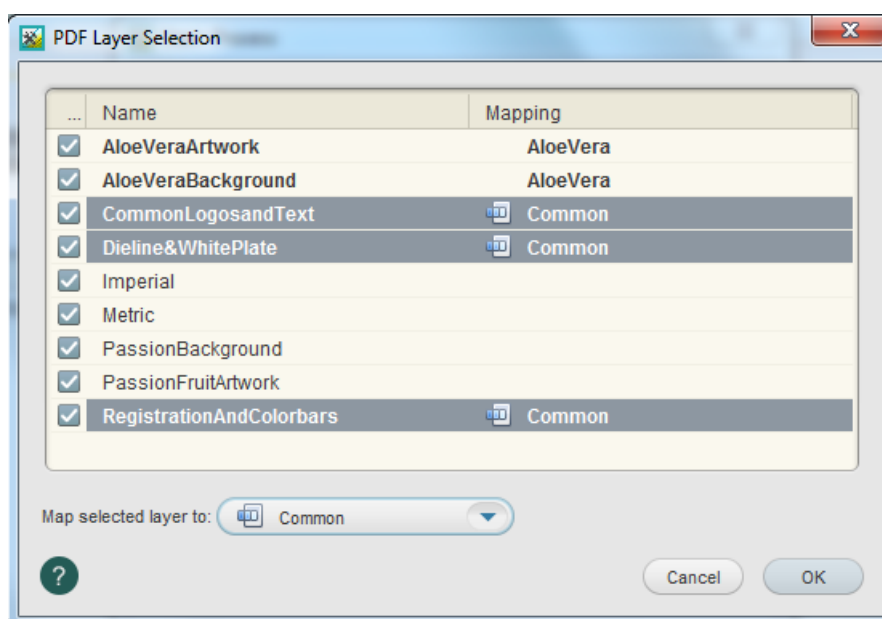 PDF Layer Selection
... Name Mapping
AloeVeraArtwork AloeVera
AloeVeraBackground AloeVera
CommonLogosandText Common
Dieline&WhitePlate Common
Imperial
Metric
PassionBackground
PassionFruitArtwork
RegistrationAndColorbars Common
Map selected layer to: Common
? Cancel OK